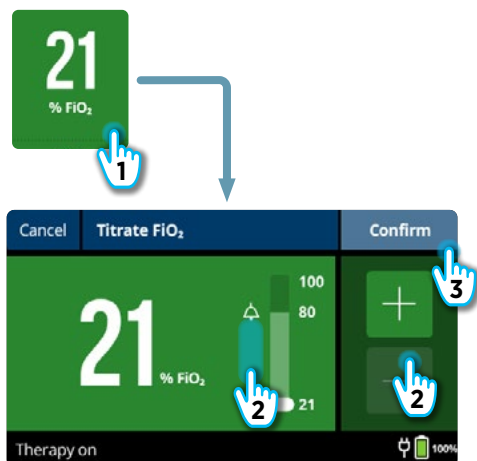 21
% FiO₂
1
Cancel Titrate FiO₂ Confirm
3
100
80
21
% FiO₂
2
2
21
Therapy on
100%